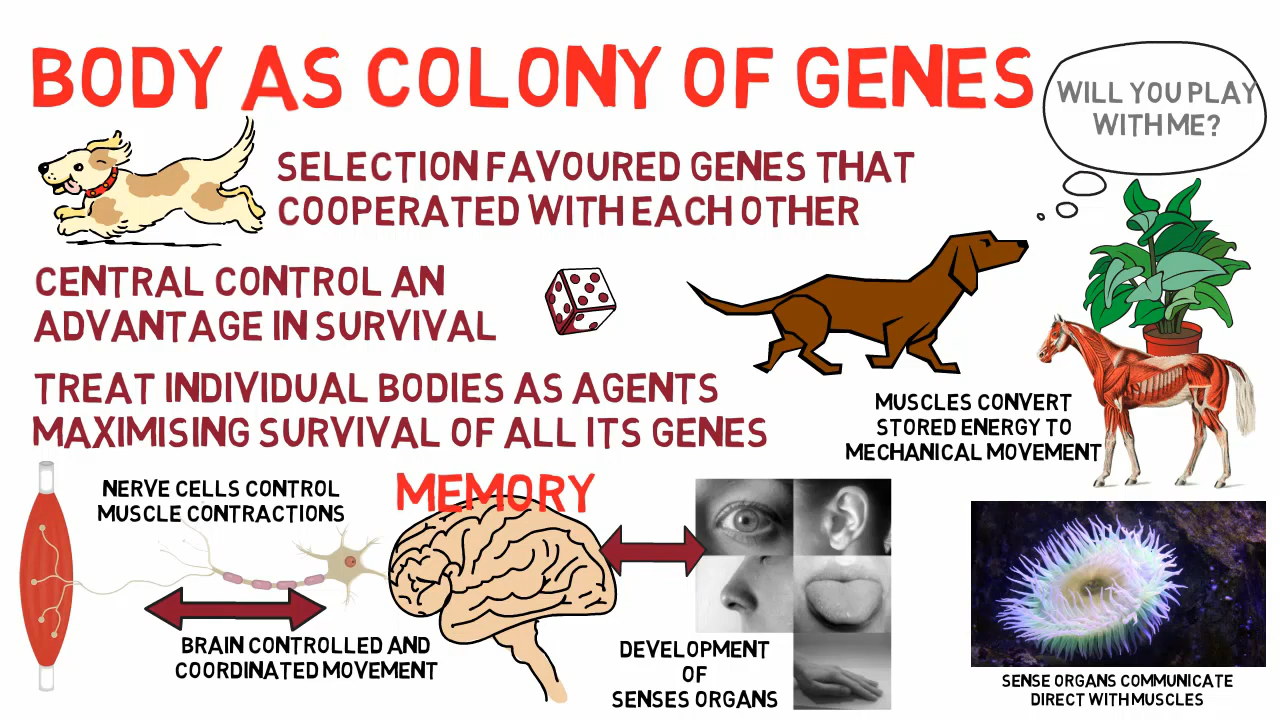 BODY AS COLONY OF GENES
WILL YOU PLAY
WITH ME?
SELECTION FAVOURED GENES THAT
COOPERATED WITH EACH OTHER
CENTRAL CONTROL AN
ADVANTAGE IN SURVIVAL
TREAT INDIVIDUAL BODIES AS AGENTS
MAXIMISING SURVIVAL OF ALL ITS GENES
MUSCLES CONVERT
STORED ENERGY TO
MECHANICAL MOVEMENT
NERVE CELLS CONTROL
MUSCLE CONTRACTIONS
MEMORY
BRAIN CONTROLLED AND
COORDINATED MOVEMENT
DEVELOPMENT
OF
SENSES ORGANS
SENSE ORGANS COMMUNICATE
DIRECT WITH MUSCLES